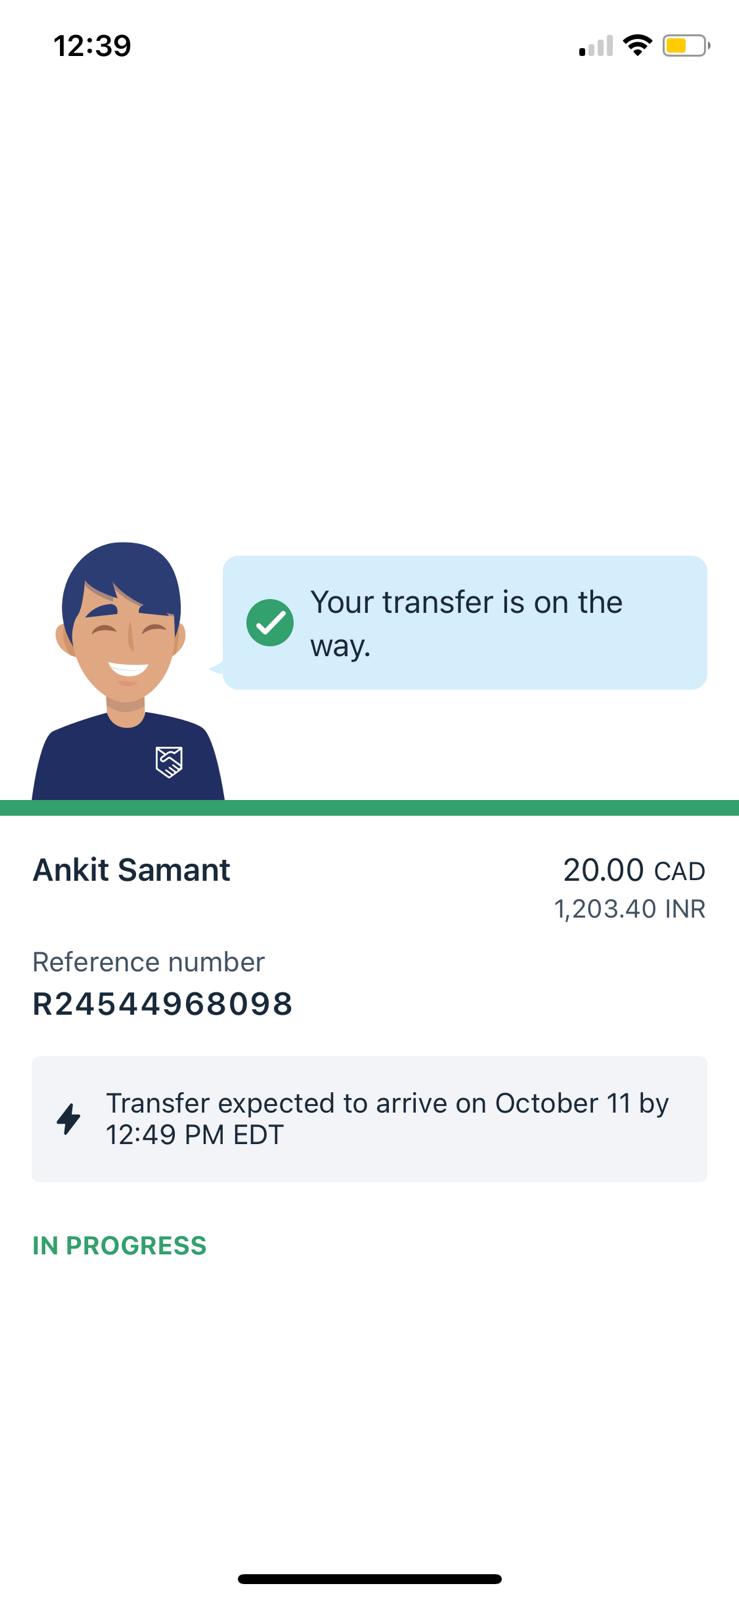 12:39
Your transfer is on the
way.
Ankit Samant
20.00 CAD
1,203.40 INR
Reference number
R24544968098
Transfer expected to arrive on October 11 by
12:49 PM EDT
IN PROGRESS